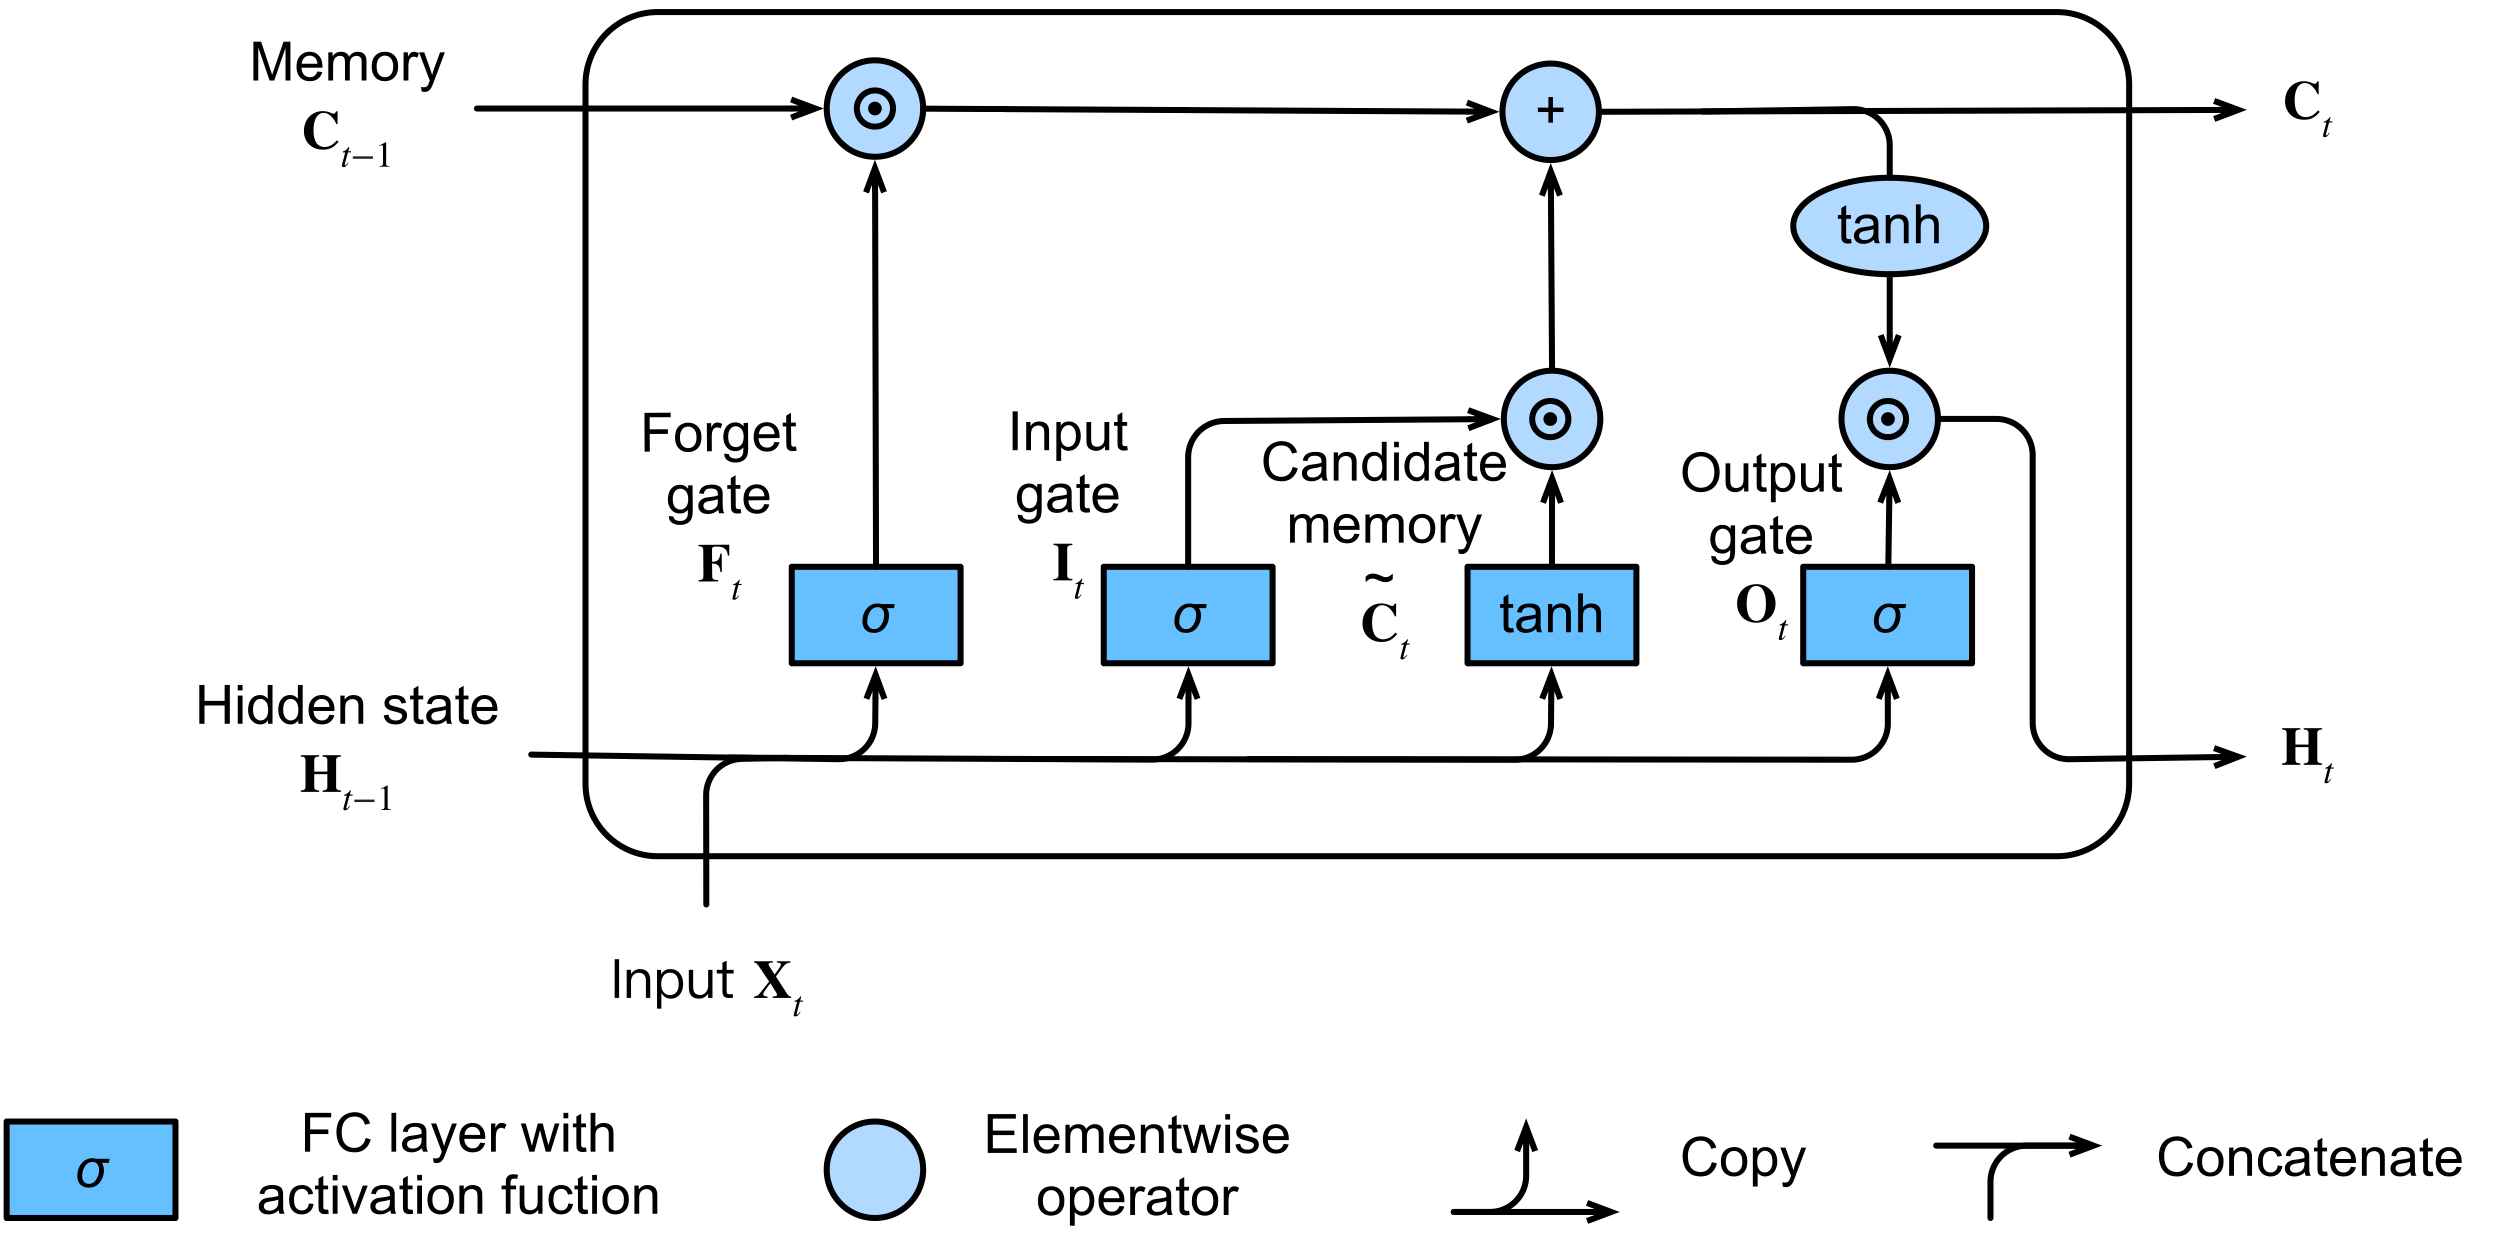 Memory
C_{t-1}
⊙
+
C_t
tanh
Forget
gate
F_t
Input
gate
I_t
Candidate
memory
C̃_t
⊙
Output
gate
O_t
⊙
σ
σ
tanh
σ
Hidden state
H_{t-1}
H_t
Input X_t
σ
FC layer with
activation function
Elementwise
operator
Copy
Concatenate